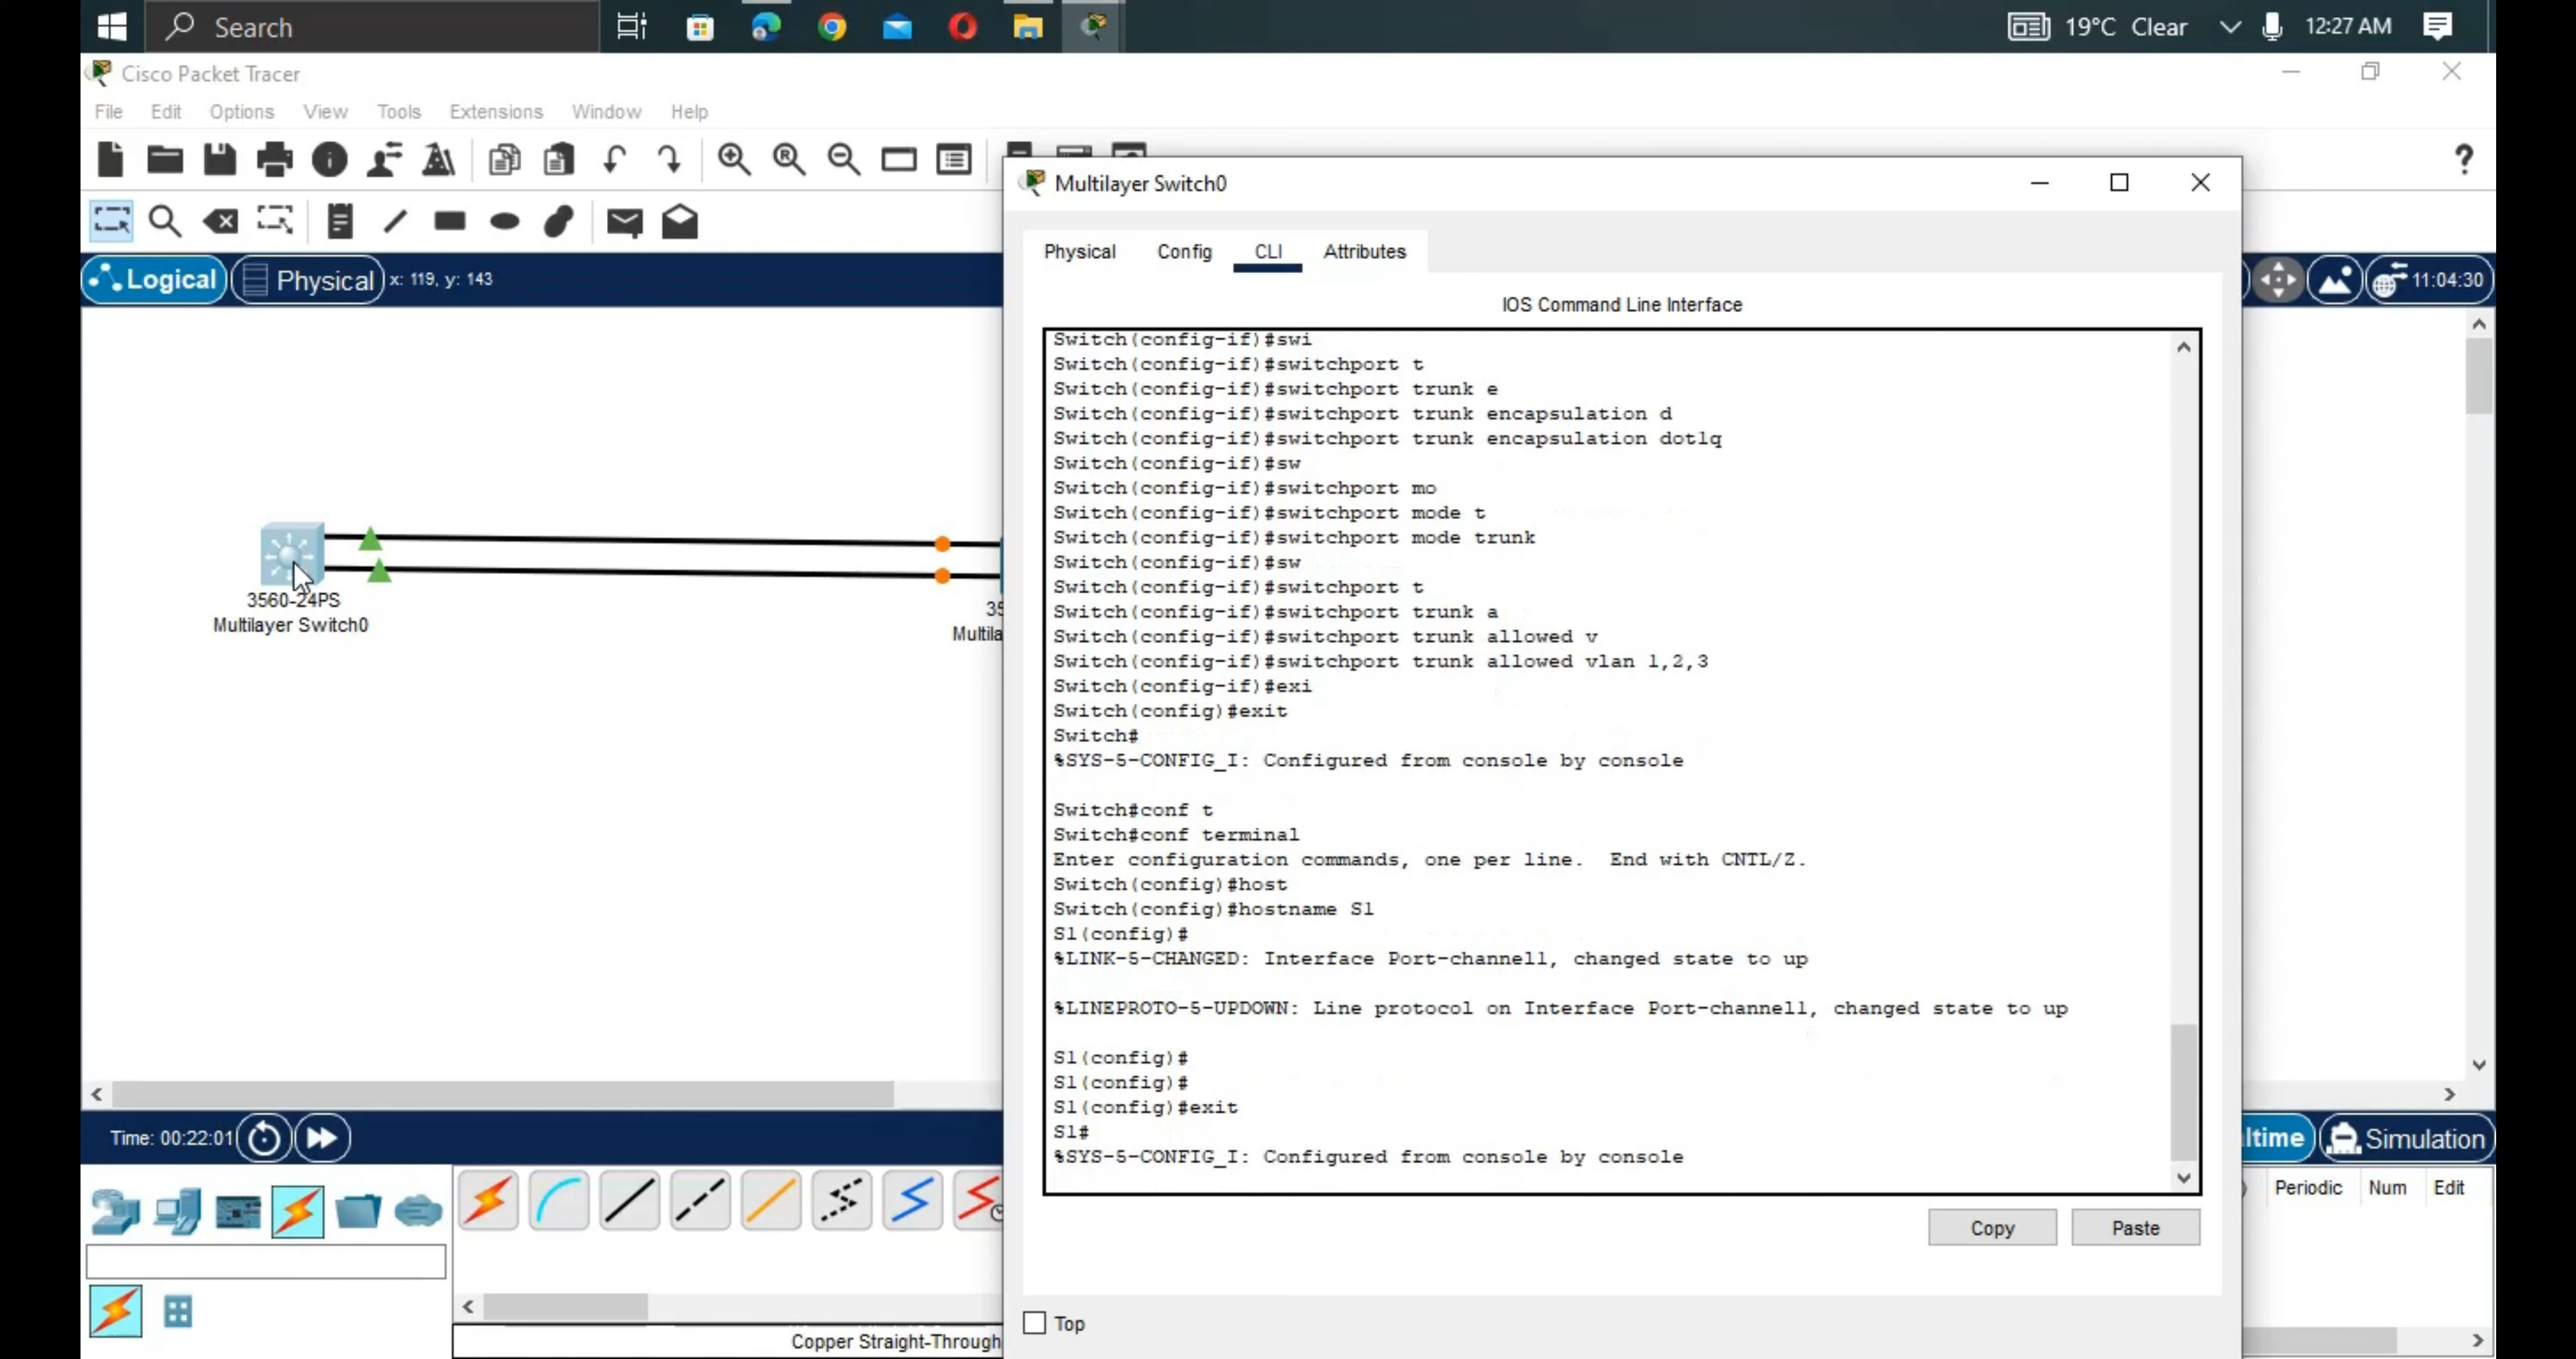 Search
19°C Clear
12:27 AM
Cisco Packet Tracer
File Edit Options View Tools Extensions Window Help
Multilayer Switch0
Physical Config CLI Attributes
Logical Physical x: 119, y: 143
11:04:30
IOS Command Line Interface
Switch(config-if)#swi
Switch(config-if)#switchport t
Switch(config-if)#switchport trunk e
Switch(config-if)#switchport trunk encapsulation d
Switch(config-if)#switchport trunk encapsulation dot1q
Switch(config-if)#sw
Switch(config-if)#switchport mo
Switch(config-if)#switchport mode t
Switch(config-if)#switchport mode trunk
Switch(config-if)#sw
Switch(config-if)#switchport t
Switch(config-if)#switchport trunk a
Switch(config-if)#switchport trunk allowed v
Switch(config-if)#switchport trunk allowed vlan 1,2,3
Switch(config-if)#exi
Switch(config)#exit
Switch#
%SYS-5-CONFIG_I: Configured from console by console
Switch#conf t
Switch#conf terminal
Enter configuration commands, one per line. End with CNTL/Z.
Switch(config)#host
Switch(config)#hostname S1
S1(config)#
%LINK-5-CHANGED: Interface Port-channel1, changed state to up
%LINEPROTO-5-UPDOWN: Line protocol on Interface Port-channel1, changed state to up
S1(config)#
S1(config)#
S1(config)#exit
S1#
%SYS-5-CONFIG_I: Configured from console by console
3560-24PS
Multilayer Switch0
35
Multila
Copy Paste
Top
Time: 00:22:01
ltime Simulation
Periodic Num Edit
Copper Straight-Through